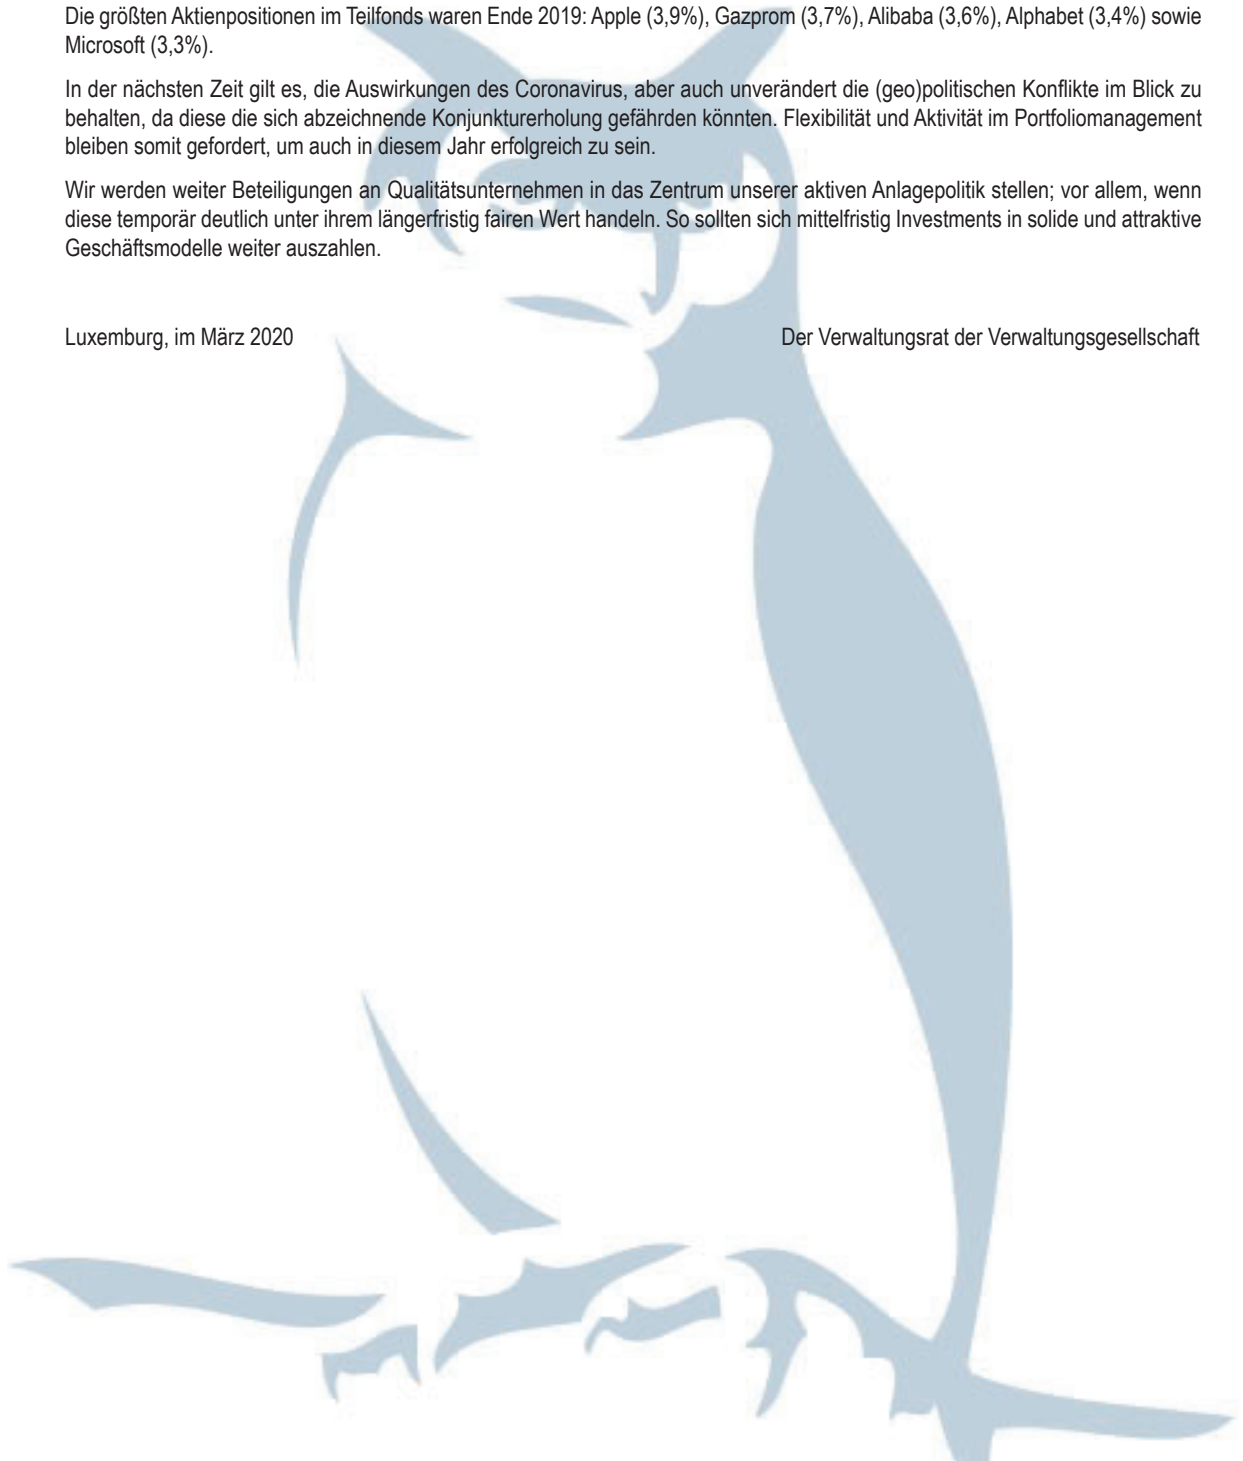 Die größten Aktienpositionen im Teilfonds waren Ende 2019: Apple (3,9%), Gazprom (3,7%), Alibaba (3,6%), Alphabet (3,4%) sowie
Microsoft (3,3%).
In der nächsten Zeit gilt es, die Auswirkungen des Coronavirus, aber auch unverändert die (geo)politischen Konflikte im Blick zu
behalten, da diese die sich abzeichnende Konjunkturerholung gefährden könnten. Flexibilität und Aktivität im Portfoliomanagement
bleiben somit gefordert, um auch in diesem Jahr erfolgreich zu sein.
Wir werden weiter Beteiligungen an Qualitätsunternehmen in das Zentrum unserer aktiven Anlagepolitik stellen; vor allem, wenn
diese temporär deutlich unter ihrem längerfristig fairen Wert handeln. So sollten sich mittelfristig Investments in solide und attraktive
Geschäftsmodelle weiter auszahlen.
Luxemburg, im März 2020 Der Verwaltungsrat der Verwaltungsgesellschaft